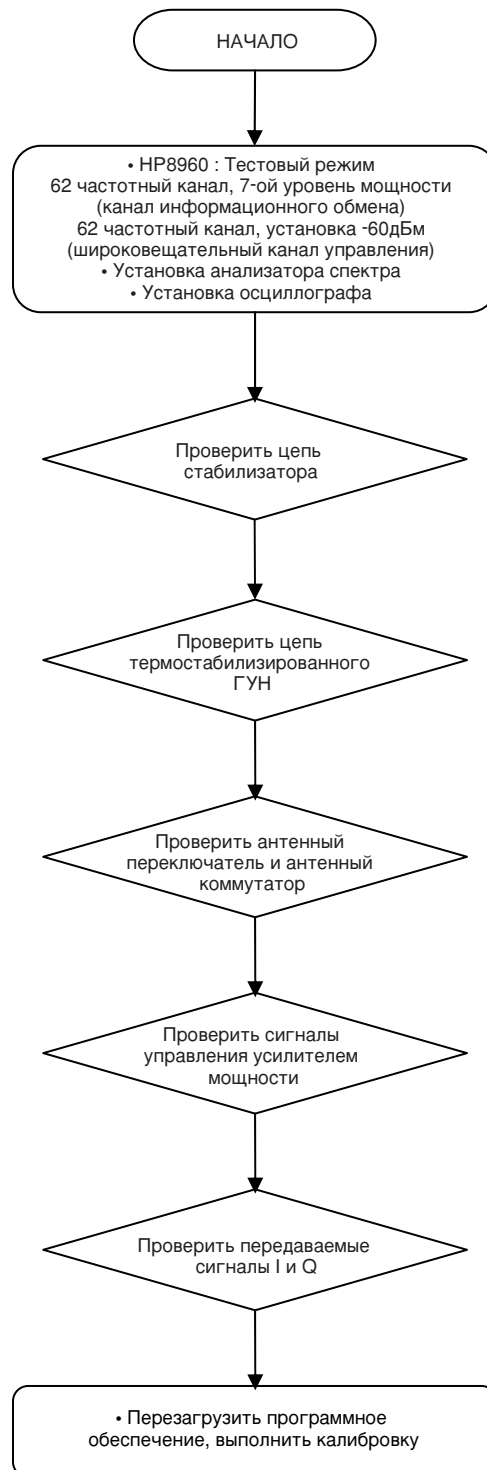 НАЧАЛО
• HP8960 : Тестовый режим
62 частотный канал, 7-ой уровень мощности
(канал информационного обмена)
62 частотный канал, установка -60дБм
(широковещательный канал управления)
• Установка анализатора спектра
• Установка осциллографа
Проверить цепь
стабилизатора
Проверить цепь
термостабилизированного
ГУН
Проверить антенный
переключатель и антенный
коммутатор
Проверить сигналы
управления усилителем
мощности
Проверить передаваемые
сигналы I и Q
• Перезагрузить программное
обеспечение, выполнить калибровку